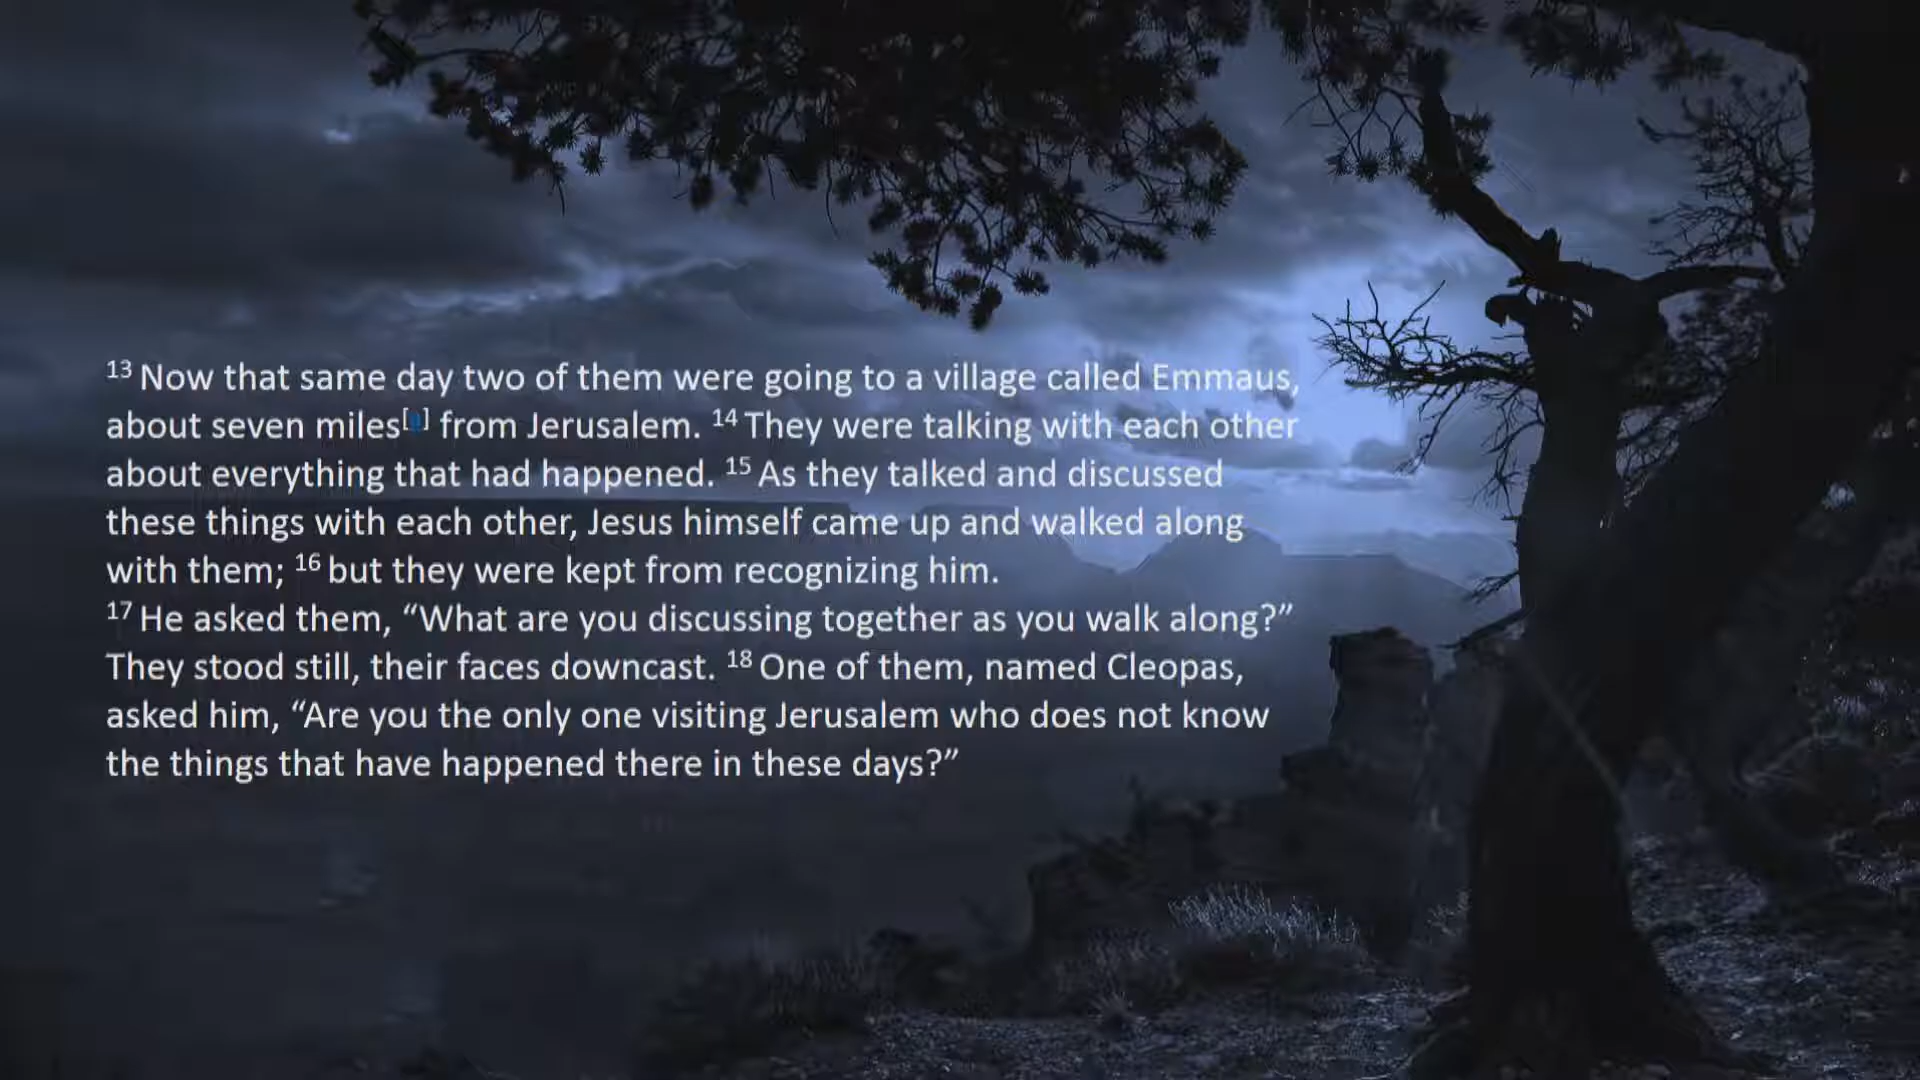 13 Now that same day two of them were going to a village called Emmaus,
about seven miles[a] from Jerusalem. 14 They were talking with each other
about everything that had happened. 15 As they talked and discussed
these things with each other, Jesus himself came up and walked along
with them; 16 but they were kept from recognizing him.
17 He asked them, “What are you discussing together as you walk along?”
They stood still, their faces downcast. 18 One of them, named Cleopas,
asked him, “Are you the only one visiting Jerusalem who does not know
the things that have happened there in these days?”